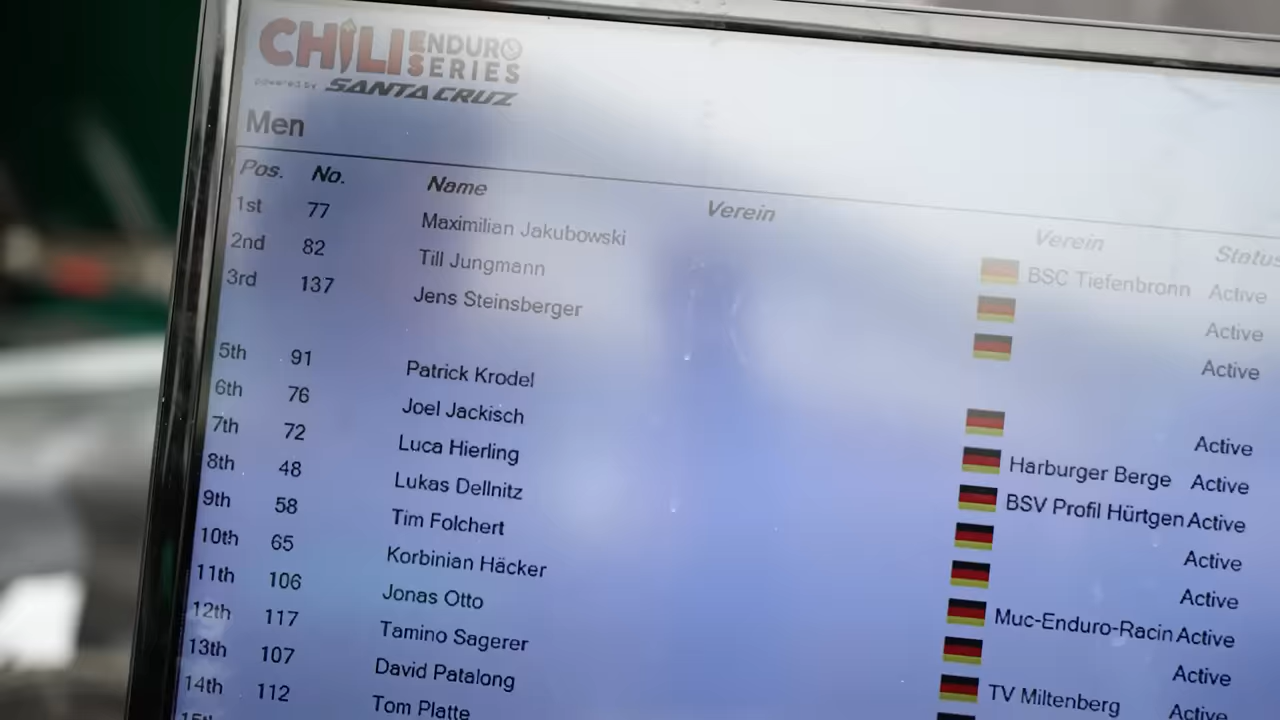 CHILI ENDURO SERIES
powered by SANTA CRUZ
Men
Pos. No. Name Verein Verein Status
1st 77 Maximilian Jakubowski BSC Tiefenbronn Active
2nd 82 Till Jungmann Active
3rd 137 Jens Steinsberger Active
5th 91 Patrick Krodel Active
6th 76 Joel Jackisch Harburger Berge Active
7th 72 Luca Hierling BSV Profil Hürtgen Active
8th 48 Lukas Dellnitz Active
9th 58 Tim Folchert Active
10th 65 Korbinian Häcker Muc-Enduro-Racin Active
11th 106 Jonas Otto Active
12th 117 Tamino Sagerer TV Miltenberg Active
13th 107 David Patalong
14th 112 Tom Platte
15th